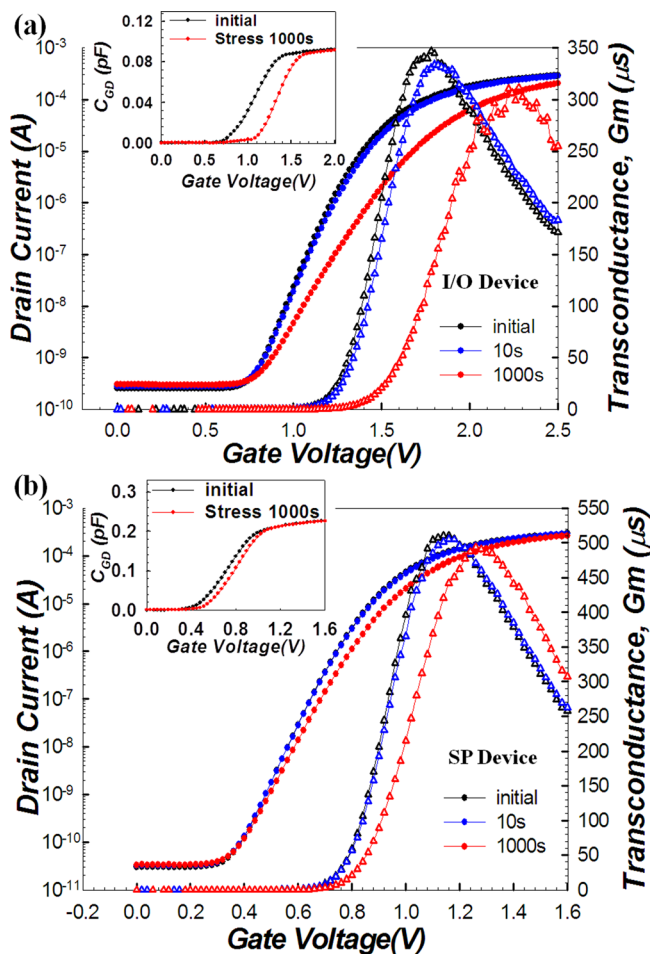 (a)
0.12
0.08
0.04
0.00
C_GD (pF)
initial
Stress 1000s
0.0 0.5 1.0 1.5 2.0
Gate Voltage(V)
10^-3
10^-4
10^-5
10^-6
10^-7
10^-8
10^-9
10^-10
Drain Current (A)
350
300
250
200
150
100
50
0
Transconductance, Gm (μs)
I/O Device
initial
10s
1000s
0.0 0.5 1.0 1.5 2.0 2.5
Gate Voltage(V)
(b)
0.3
0.2
0.1
0.0
C_GD (pF)
initial
Stress 1000s
0.0 0.4 0.8 1.2 1.6
Gate Voltage(V)
10^-3
10^-4
10^-5
10^-6
10^-7
10^-8
10^-9
10^-10
10^-11
Drain Current (A)
550
500
450
400
350
300
250
200
150
100
50
0
Transconductance, Gm (μs)
SP Device
initial
10s
1000s
-0.2 0.0 0.2 0.4 0.6 0.8 1.0 1.2 1.4 1.6
Gate Voltage(V)